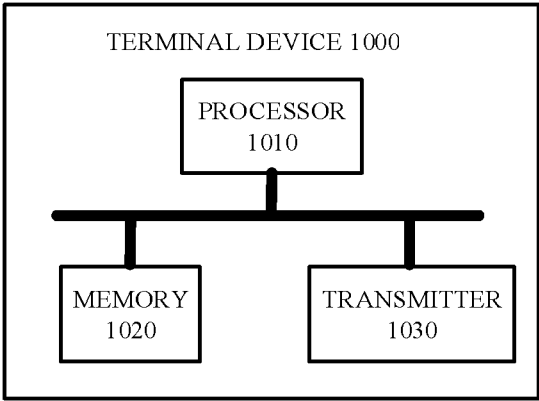 TERMINAL DEVICE 1000
PROCESSOR
1010
MEMORY
1020
TRANSMITTER
1030